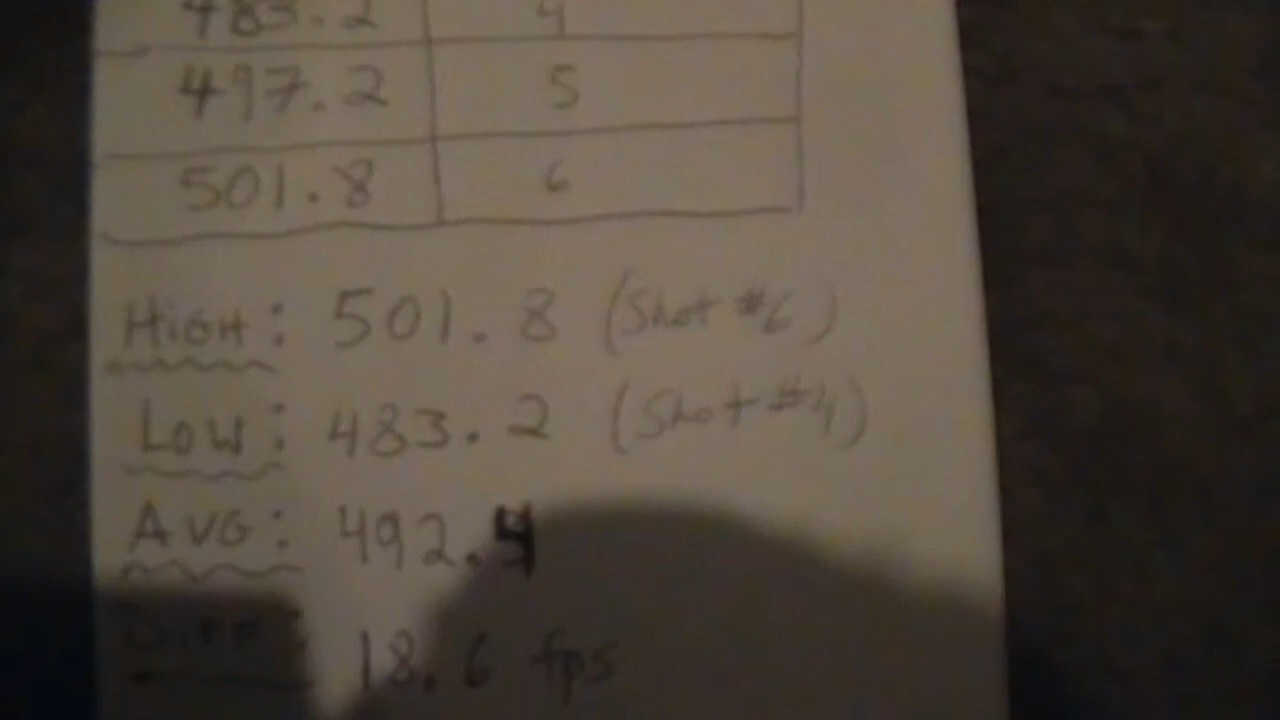 483.2 4
497.2 5
501.8 6
High: 501.8 (Shot #6)
Low: 483.2 (Shot #4)
Avg: 492.4
Diff: 18.6 fps